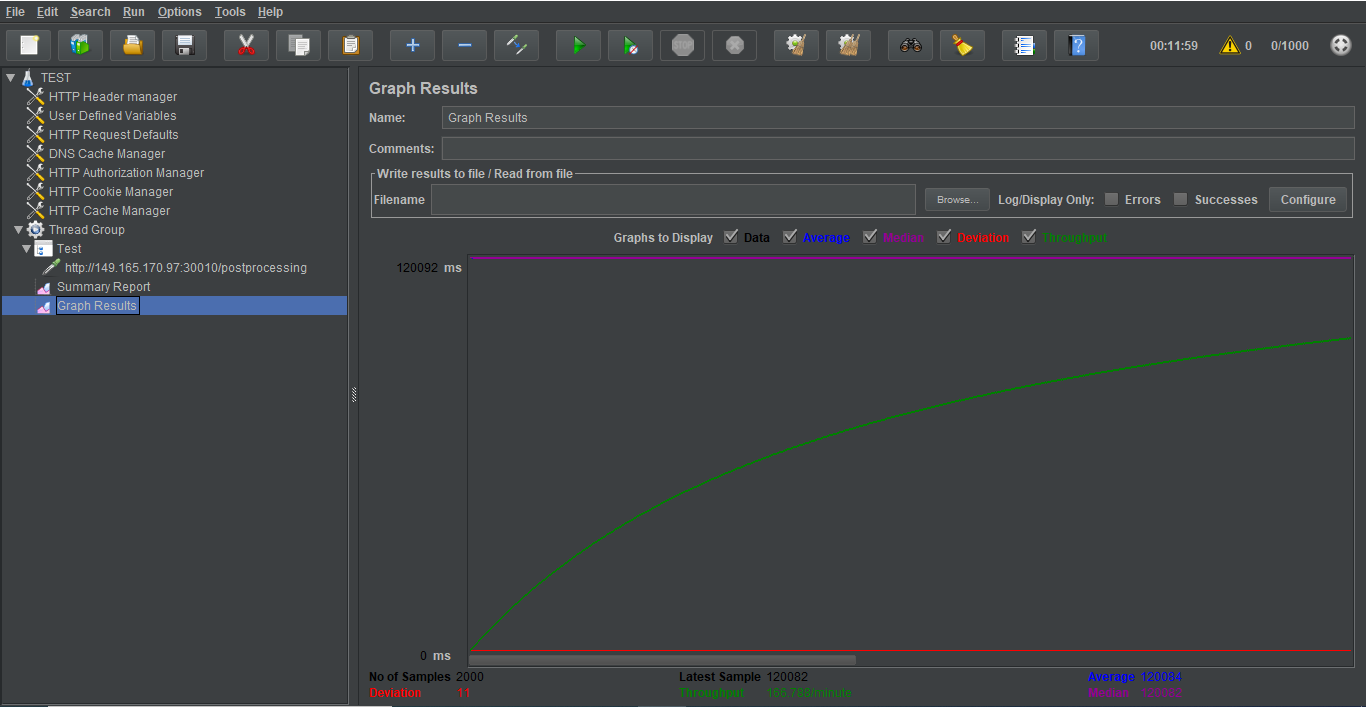 File Edit Search Run Options Tools Help
STOP 00:11:59 0 0/1000
TEST
HTTP Header manager
User Defined Variables
HTTP Request Defaults
DNS Cache Manager
HTTP Authorization Manager
HTTP Cookie Manager
HTTP Cache Manager
Thread Group
Test
http://149.165.170.97:30010/postprocessing
Summary Report
Graph Results
Graph Results
Name: Graph Results
Comments:
Write results to file / Read from file
Filename Browse... Log/Display Only: Errors Successes Configure
Graphs to Display Data Average Median Deviation Throughput
120092 ms
0 ms
No of Samples 2000 Latest Sample 120082 Average 120084
Deviation 11 Throughput Median